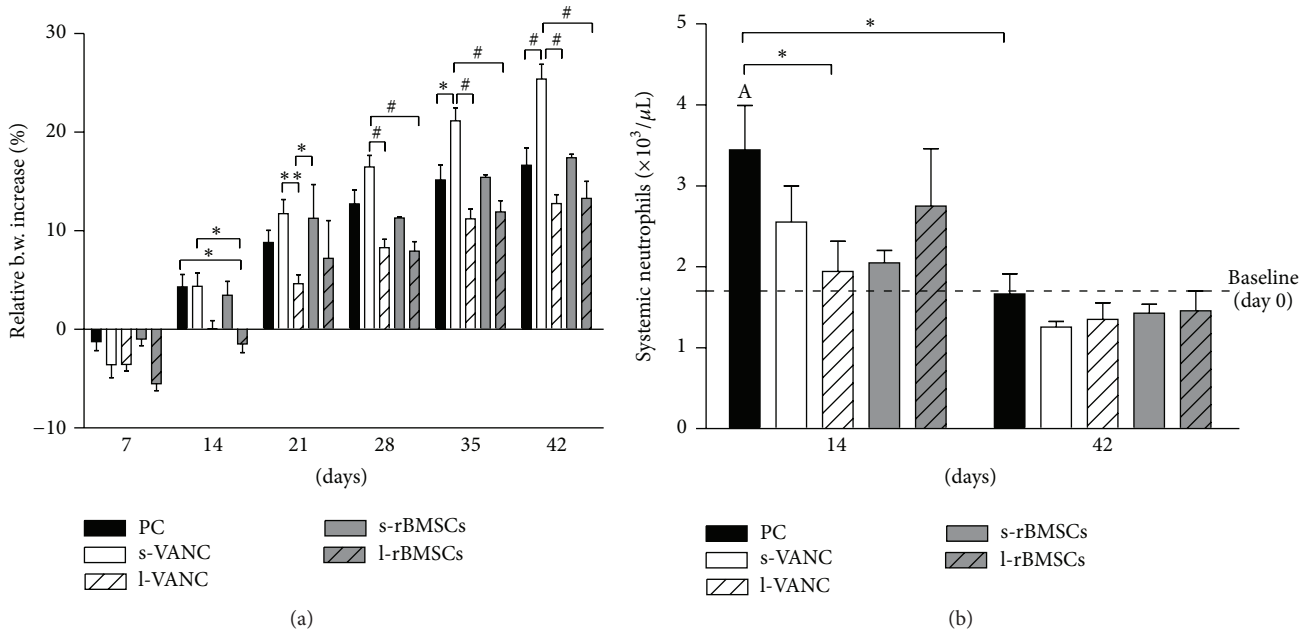 30
20
10
0
−10
Relative b.w. increase (%)
* *
** *
# #
* # #
# # #
7 14 21 28 35 42
(days)
PC
s-VANC
l-VANC
s-rBMSCs
l-rBMSCs
(a)
5
4
3
2
1
0
Systemic neutrophils (×10³/μL)
*
*
A
Baseline
(day 0)
14 42
(days)
PC
s-VANC
l-VANC
s-rBMSCs
l-rBMSCs
(b)